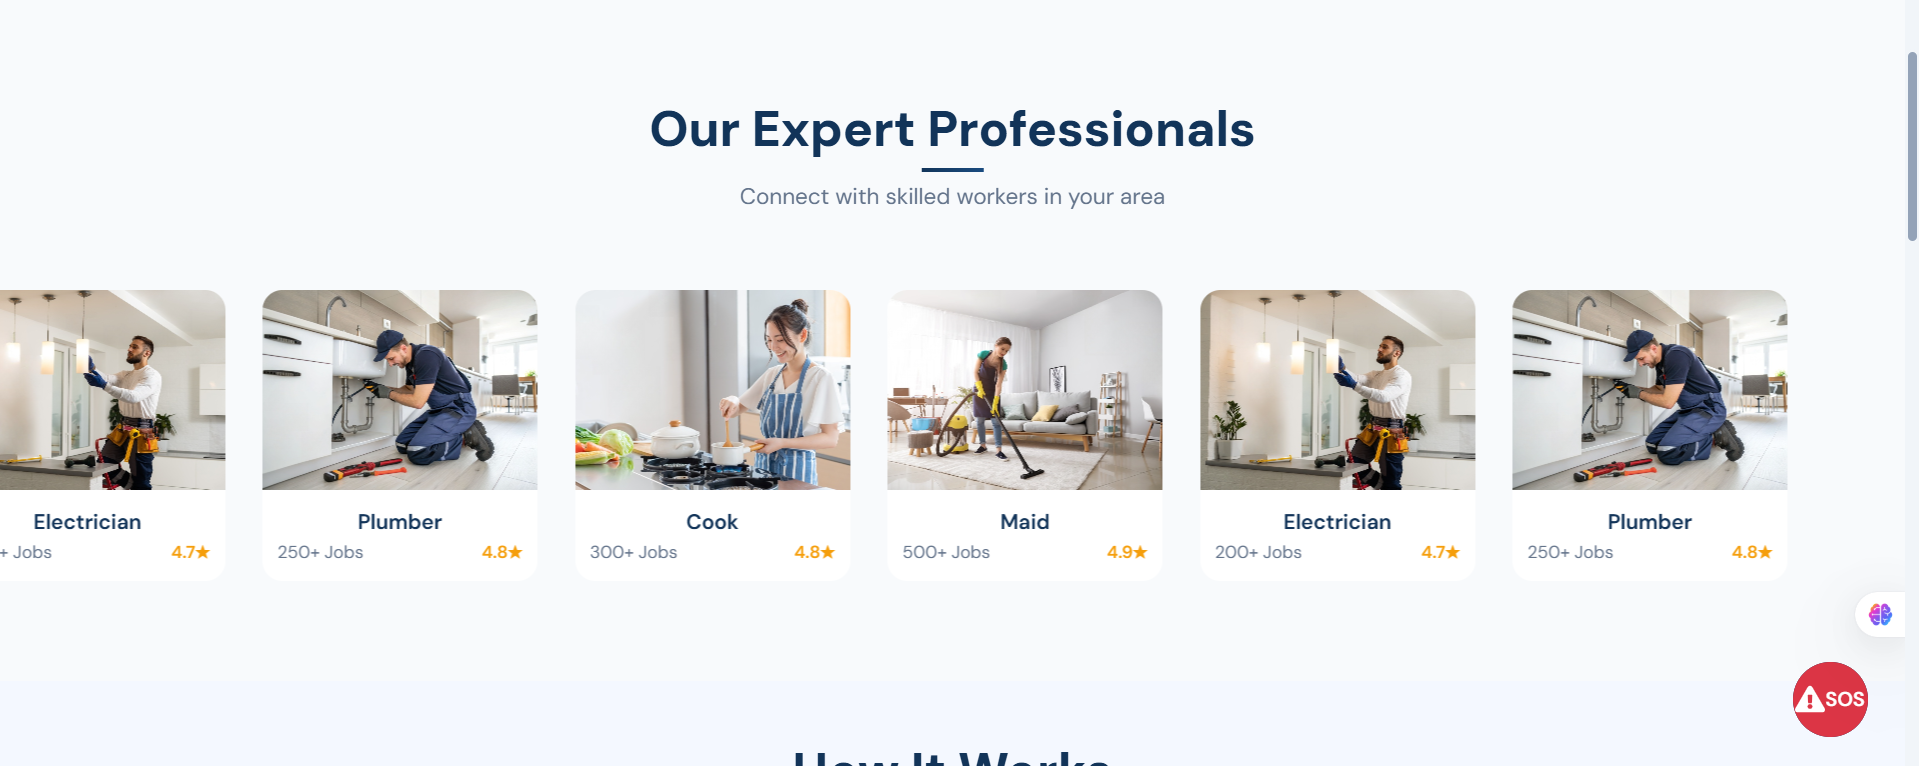 Our Expert Professionals
Connect with skilled workers in your area
Electrician
+ Jobs 4.7★
Plumber
250+ Jobs 4.8★
Cook
300+ Jobs 4.8★
Maid
500+ Jobs 4.9★
Electrician
200+ Jobs 4.7★
Plumber
250+ Jobs 4.8★
SOS
How It Works